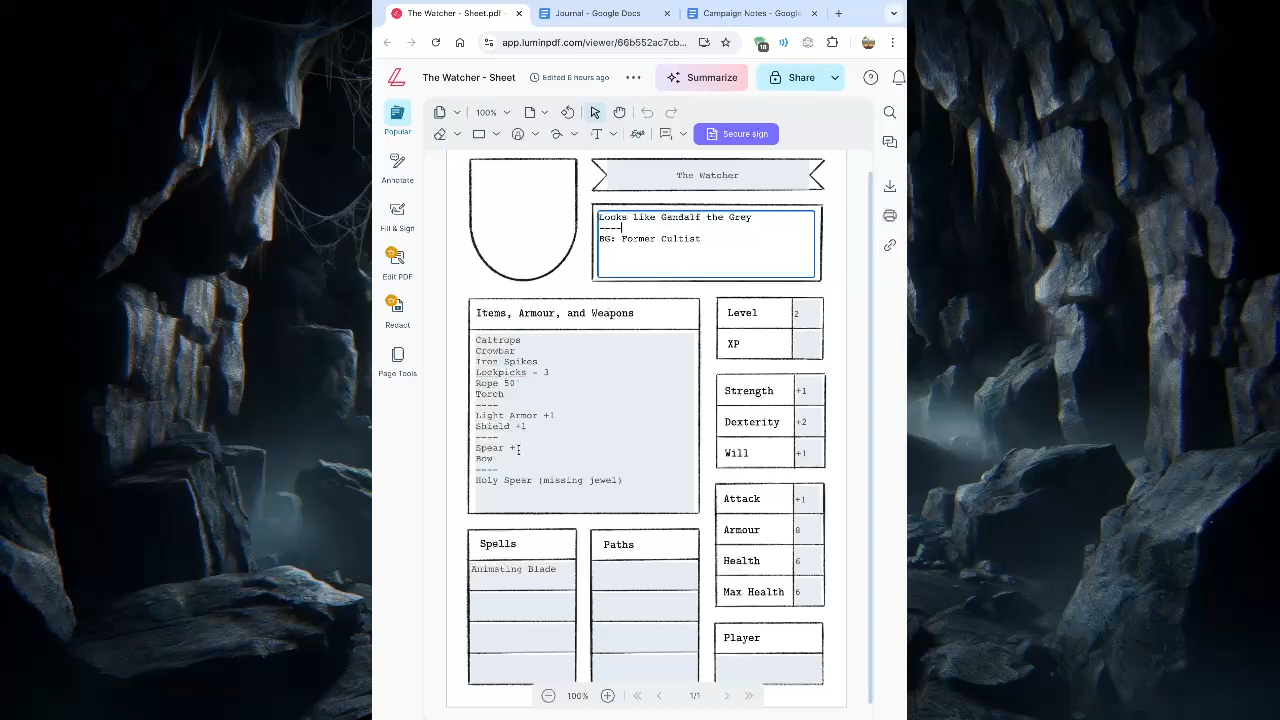 The Watcher - Sheet.pdf -
Journal - Google Docs
Campaign Notes - Google
app.luminpdf.com/viewer/66b552ac7cb...
18
The Watcher - Sheet
Edited 6 hours ago
Summarize
Share
Popular
Annotate
Fill & Sign
Edit PDF
Redact
Page Tools
100%
Secure sign
The Watcher
Looks like Gandalf the Grey
----
BG: Former Cultist
Items, Armour, and Weapons
Caltrops
Crowbar
Iron Spikes
Lockpicks - 3
Rope 50'
Torch
----
Light Armor +1
Shield +1
----
Spear +1
Bow
----
Holy Spear (missing jewel)
Level 2
XP
Strength +1
Dexterity +2
Will +1
Attack +1
Armour 8
Health 6
Max Health 6
Spells
Animating Blade
Paths
Player
100%
1/1